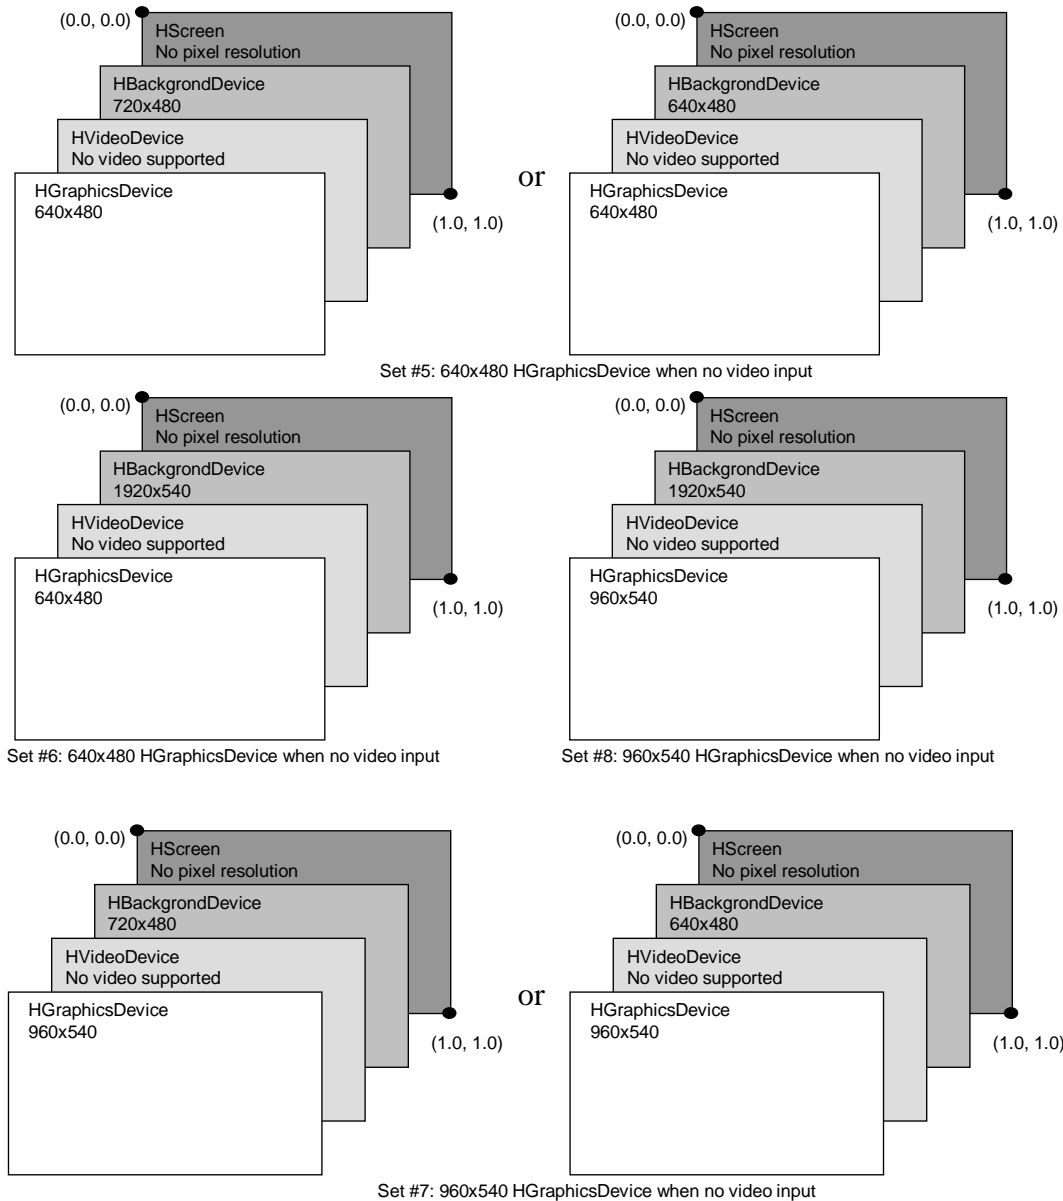 (0.0, 0.0)
HScreen
No pixel resolution
HBackgrondDevice
720x480
HVideoDevice
No video supported
HGraphicsDevice
640x480
(1.0, 1.0)
or
(0.0, 0.0)
HScreen
No pixel resolution
HBackgrondDevice
640x480
HVideoDevice
No video supported
HGraphicsDevice
640x480
(1.0, 1.0)
Set #5: 640x480 HGraphicsDevice when no video input
(0.0, 0.0)
HScreen
No pixel resolution
HBackgrondDevice
1920x540
HVideoDevice
No video supported
HGraphicsDevice
640x480
(1.0, 1.0)
Set #6: 640x480 HGraphicsDevice when no video input
(0.0, 0.0)
HScreen
No pixel resolution
HBackgrondDevice
1920x540
HVideoDevice
No video supported
HGraphicsDevice
960x540
(1.0, 1.0)
Set #8: 960x540 HGraphicsDevice when no video input
(0.0, 0.0)
HScreen
No pixel resolution
HBackgrondDevice
720x480
HVideoDevice
No video supported
HGraphicsDevice
960x540
(1.0, 1.0)
or
(0.0, 0.0)
HScreen
No pixel resolution
HBackgrondDevice
640x480
HVideoDevice
No video supported
HGraphicsDevice
960x540
(1.0, 1.0)
Set #7: 960x540 HGraphicsDevice when no video input